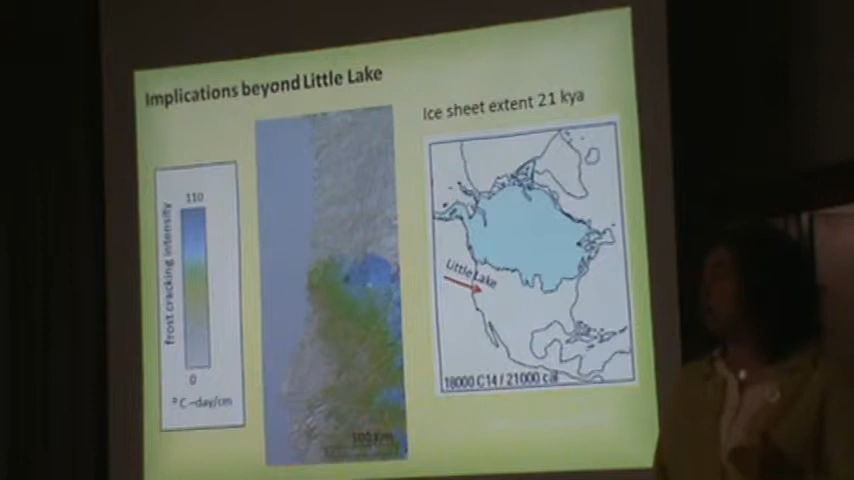 Implications beyond Little Lake
Ice sheet extent 21 kya
110
frost cracking intensity
0
°C-day/cm
Little Lake
100 Km
18000 C14 / 21000 cal